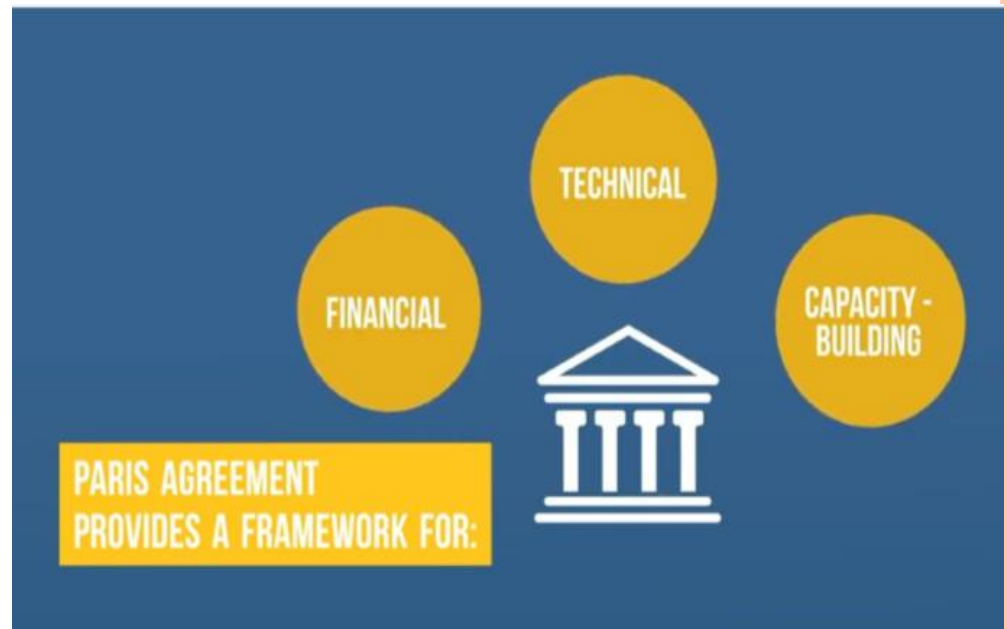 TECHNICAL
FINANCIAL
CAPACITY -
BUILDING
PARIS AGREEMENT
PROVIDES A FRAMEWORK FOR: